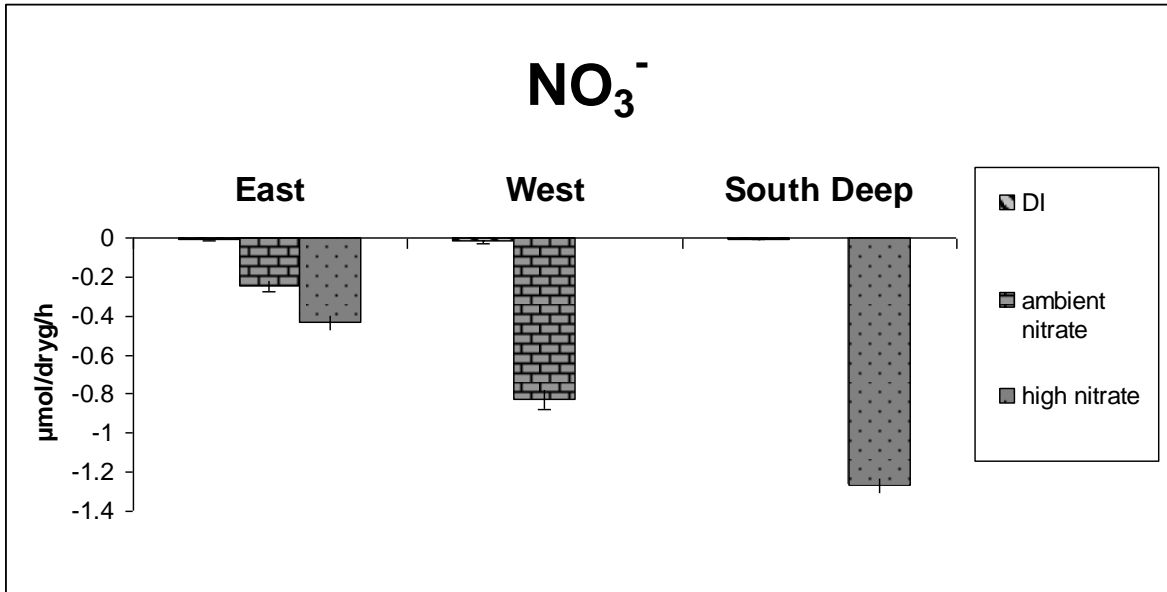 NO₃⁻
East West South Deep
0
-0.2
-0.4
-0.6
-0.8
-1
-1.2
-1.4
µmol/dryg/h
DI
ambient
nitrate
high nitrate